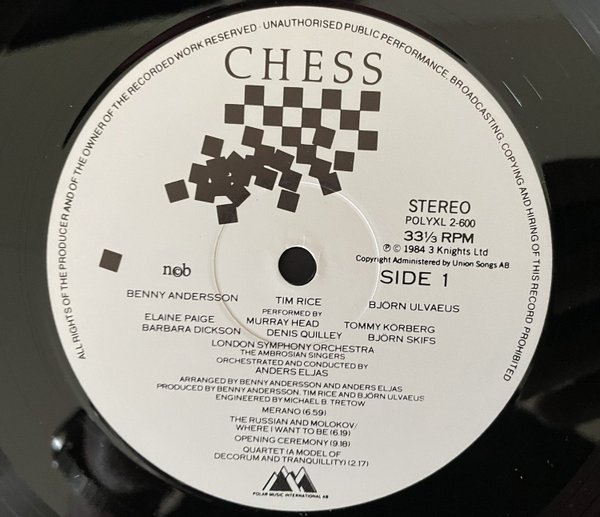 ALL RIGHTS OF THE PRODUCER AND OF THE OWNER OF THE RECORDED WORK RESERVED · UNAUTHORISED PUBLIC PERFORMANCE, BROADCASTING, COPYING AND HIRING OF THIS RECORD PROHIBITED
CHESS
STEREO
POLYXL 2-600
33⅓ RPM
℗ © 1984 3 Knights Ltd
Copyright Administered by Union Songs AB
n©b
SIDE 1
BENNY ANDERSSON TIM RICE BJÖRN ULVAEUS
PERFORMED BY
ELAINE PAIGE MURRAY HEAD TOMMY KÖRBERG
BARBARA DICKSON DENIS QUILLEY BJÖRN SKIFS
LONDON SYMPHONY ORCHESTRA
THE AMBROSIAN SINGERS
ORCHESTRATED AND CONDUCTED BY
ANDERS ELJAS
ARRANGED BY BENNY ANDERSSON AND ANDERS ELJAS
PRODUCED BY BENNY ANDERSSON, TIM RICE AND BJÖRN ULVAEUS
ENGINEERED BY MICHAEL B. TRETOW
MERANO (6.59)
THE RUSSIAN AND MOLOKOV/
WHERE I WANT TO BE (6.19)
OPENING CEREMONY (9.18)
QUARTET (A MODEL OF
DECORUM AND TRANQUILLITY) (2.17)
POLAR MUSIC INTERNATIONAL AB